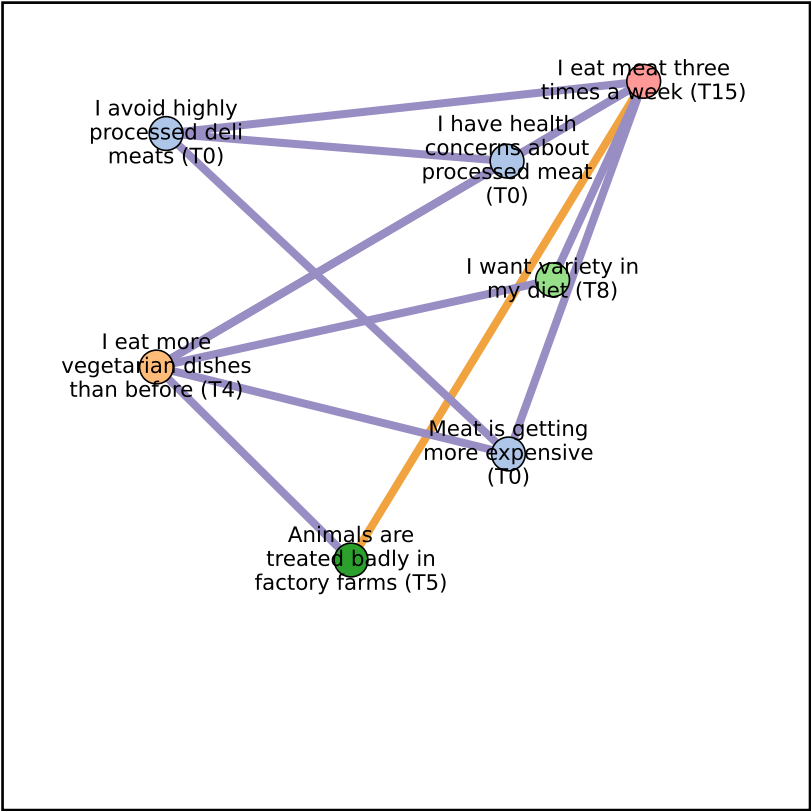 I eat meat three
times a week (T15)
I avoid highly
processed deli
meats (T0)
I have health
concerns about
processed meat
(T0)
I want variety in
my diet (T8)
I eat more
vegetarian dishes
than before (T4)
Meat is getting
more expensive
(T0)
Animals are
treated badly in
factory farms (T5)